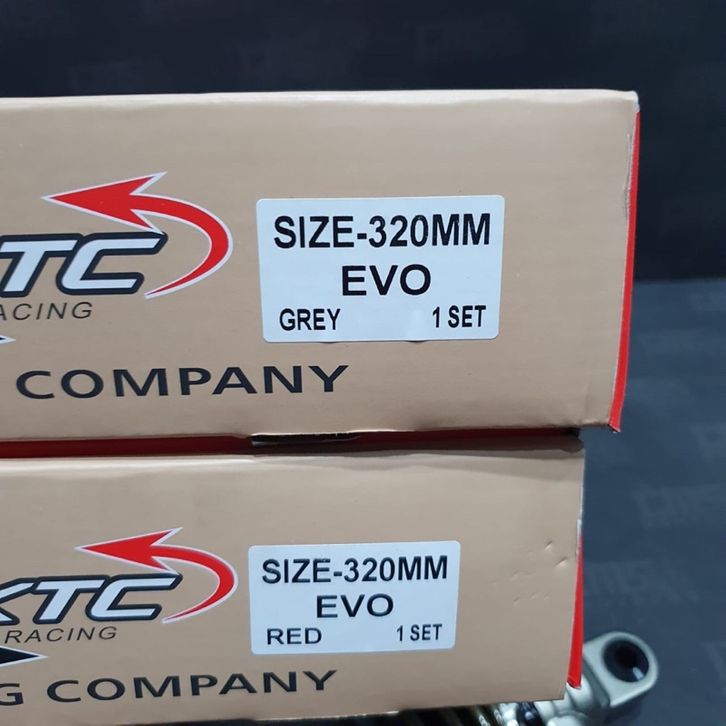 KTC
RACING
SIZE-320MM
EVO
GREY 1 SET
COMPANY
KTC
RACING
SIZE-320MM
EVO
RED 1 SET
G COMPANY